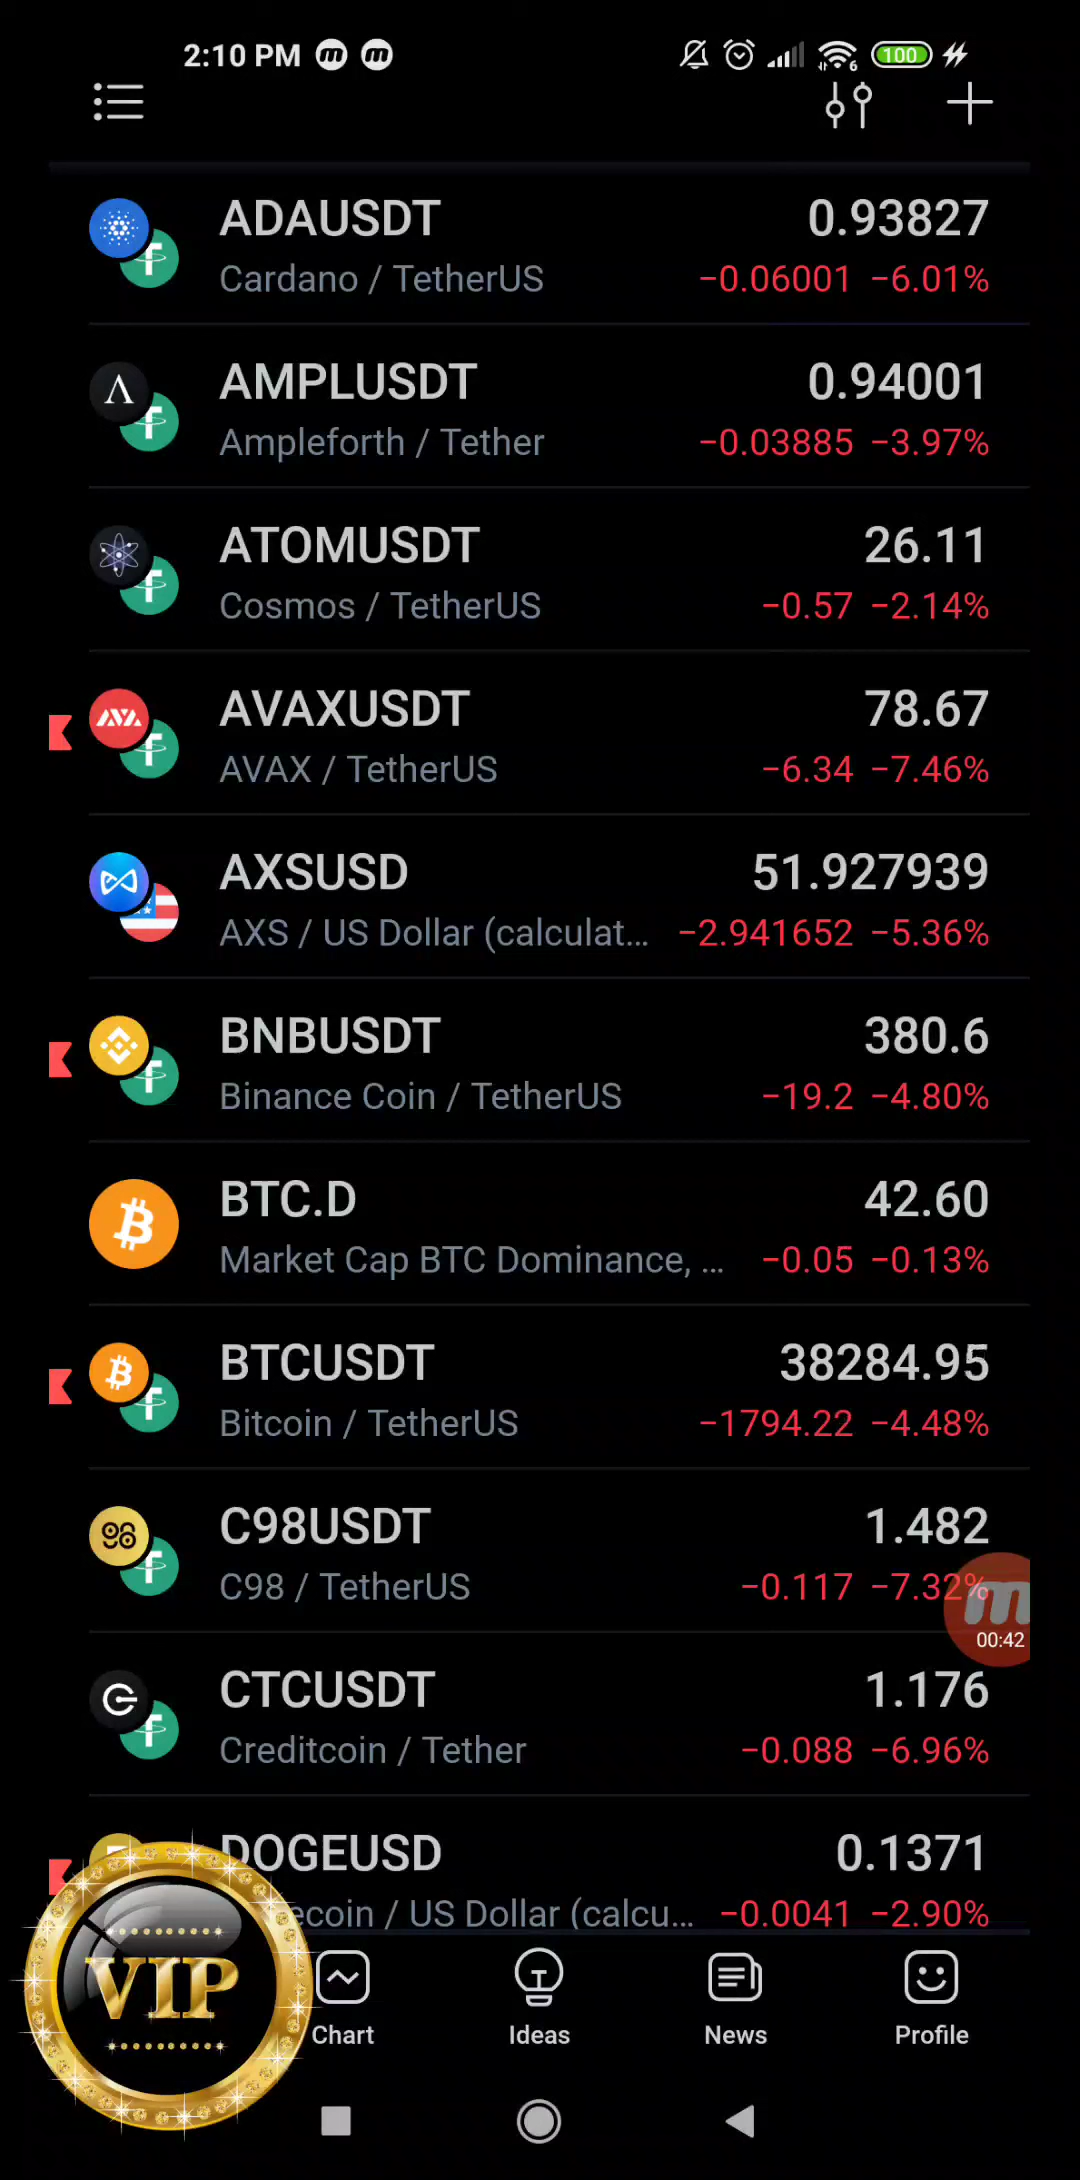 2:10 PM
100
6
ADAUSDT 0.93827
Cardano / TetherUS −0.06001 −6.01%
AMPLUSDT 0.94001
Ampleforth / Tether −0.03885 −3.97%
ATOMUSDT 26.11
Cosmos / TetherUS −0.57 −2.14%
AVAXUSDT 78.67
AVAX / TetherUS −6.34 −7.46%
AXSUSD 51.927939
AXS / US Dollar (calculat... −2.941652 −5.36%
BNBUSDT 380.6
Binance Coin / TetherUS −19.2 −4.80%
BTC.D 42.60
Market Cap BTC Dominance, ... −0.05 −0.13%
BTCUSDT 38284.95
Bitcoin / TetherUS −1794.22 −4.48%
98
C98USDT 1.482
C98 / TetherUS −0.117 −7.32%
m
00:42
CTCUSDT 1.176
Creditcoin / Tether −0.088 −6.96%
DOGEUSD 0.1371
ecoin / US Dollar (calcu... −0.0041 −2.90%
VIP
Chart Ideas News Profile